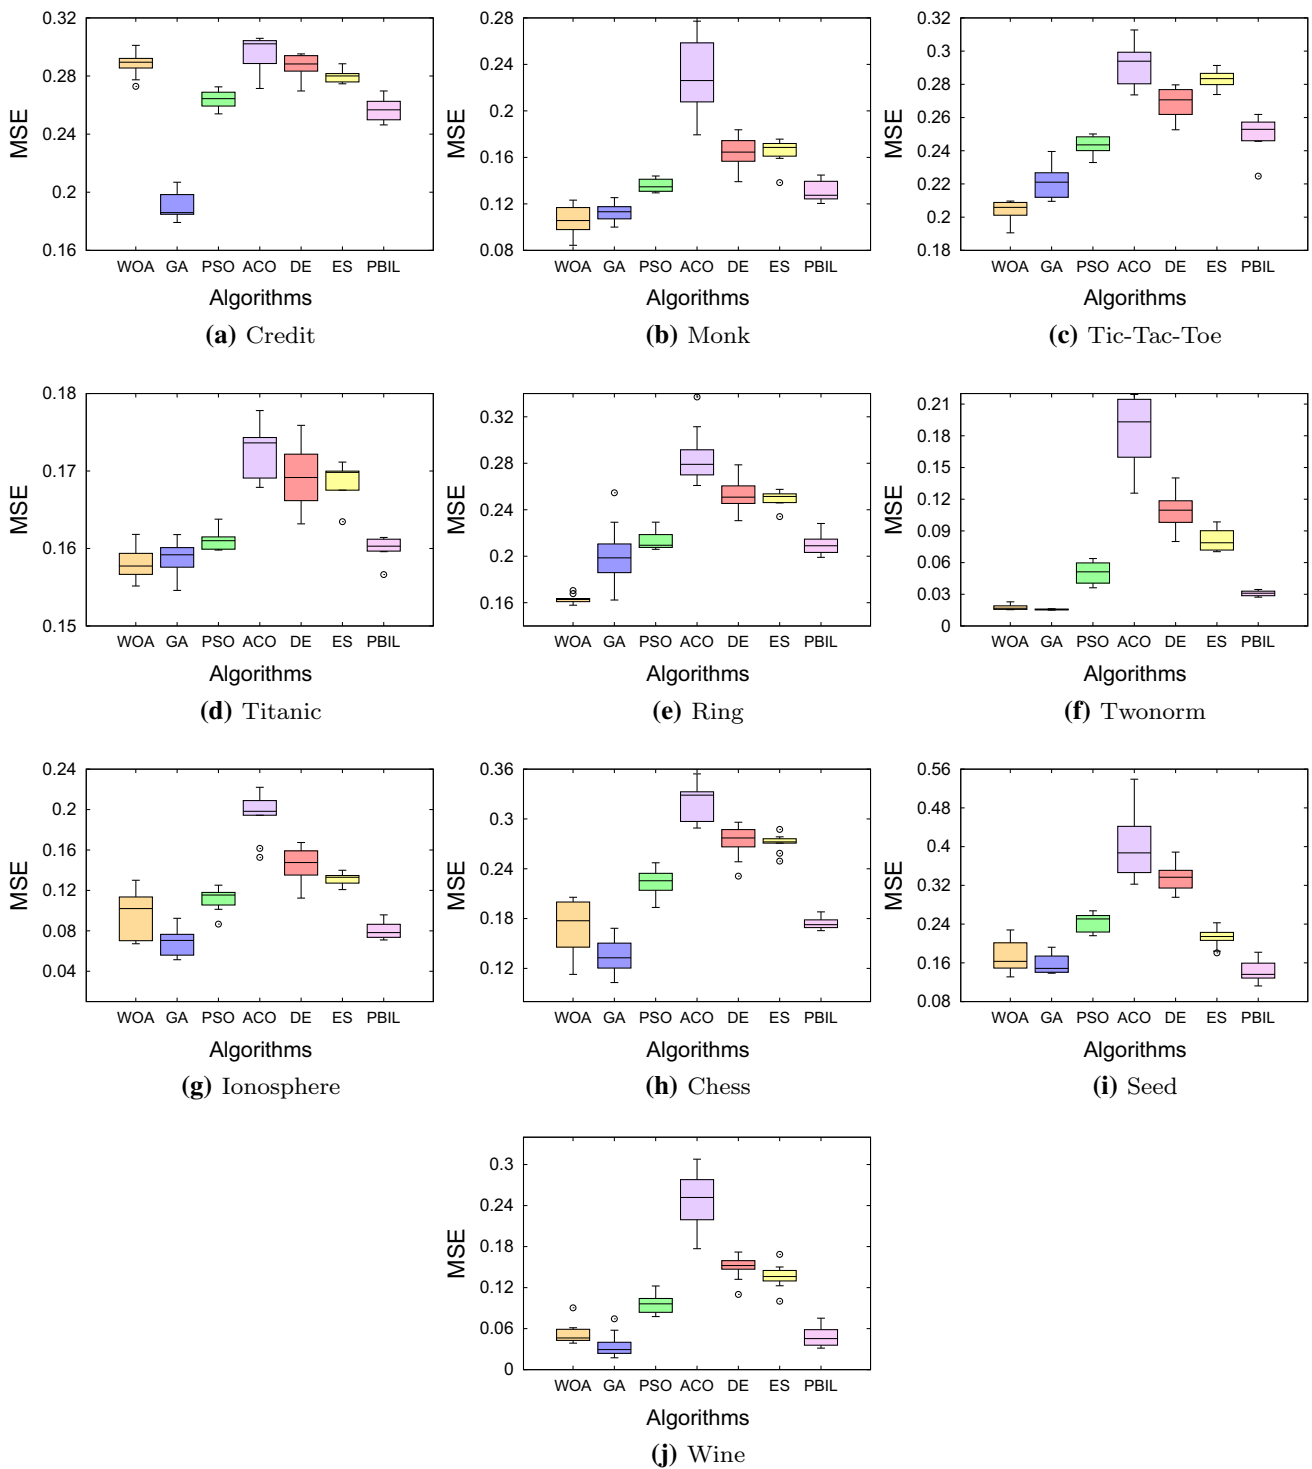 0.32
0.28
0.24
0.2
0.16
MSE
WOA GA PSO ACO DE ES PBIL
Algorithms
(a) Credit
0.28
0.24
0.2
0.16
0.12
0.08
MSE
WOA GA PSO ACO DE ES PBIL
Algorithms
(b) Monk
0.32
0.3
0.28
0.26
0.24
0.22
0.2
0.18
MSE
WOA GA PSO ACO DE ES PBIL
Algorithms
(c) Tic-Tac-Toe
0.18
0.17
0.16
0.15
MSE
WOA GA PSO ACO DE ES PBIL
Algorithms
(d) Titanic
0.32
0.28
0.24
0.2
0.16
MSE
WOA GA PSO ACO DE ES PBIL
Algorithms
(e) Ring
0.21
0.18
0.15
0.12
0.09
0.06
0.03
0
MSE
WOA GA PSO ACO DE ES PBIL
Algorithms
(f) Twonorm
0.24
0.2
0.16
0.12
0.08
0.04
MSE
WOA GA PSO ACO DE ES PBIL
Algorithms
(g) Ionosphere
0.36
0.3
0.24
0.18
0.12
MSE
WOA GA PSO ACO DE ES PBIL
Algorithms
(h) Chess
0.56
0.48
0.4
0.32
0.24
0.16
0.08
MSE
WOA GA PSO ACO DE ES PBIL
Algorithms
(i) Seed
0.3
0.24
0.18
0.12
0.06
0
MSE
WOA GA PSO ACO DE ES PBIL
Algorithms
(j) Wine